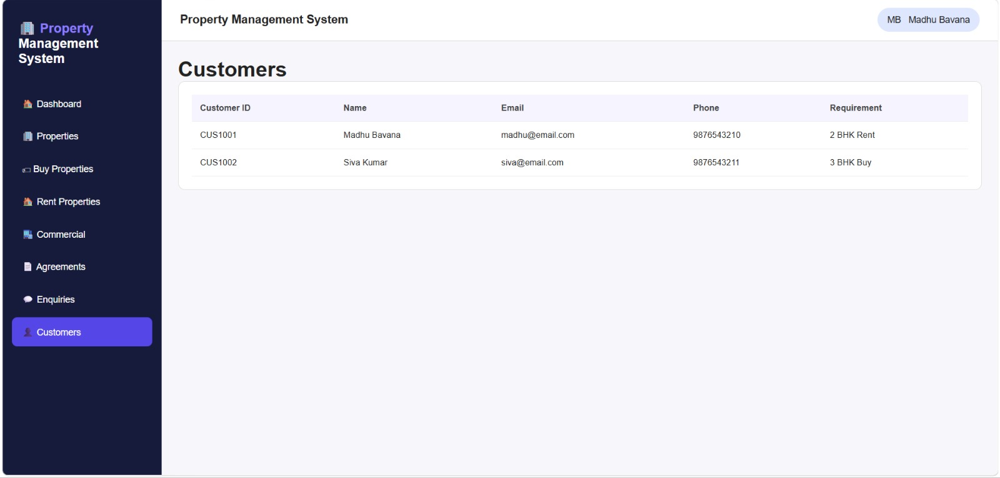 Property
Management
System
Dashboard
Properties
Buy Properties
Rent Properties
Commercial
Agreements
Enquiries
Customers
Property Management System
MB Madhu Bavana
Customers
Customer ID Name Email Phone Requirement
CUS1001 Madhu Bavana madhu@email.com 9876543210 2 BHK Rent
CUS1002 Siva Kumar siva@email.com 9876543211 3 BHK Buy